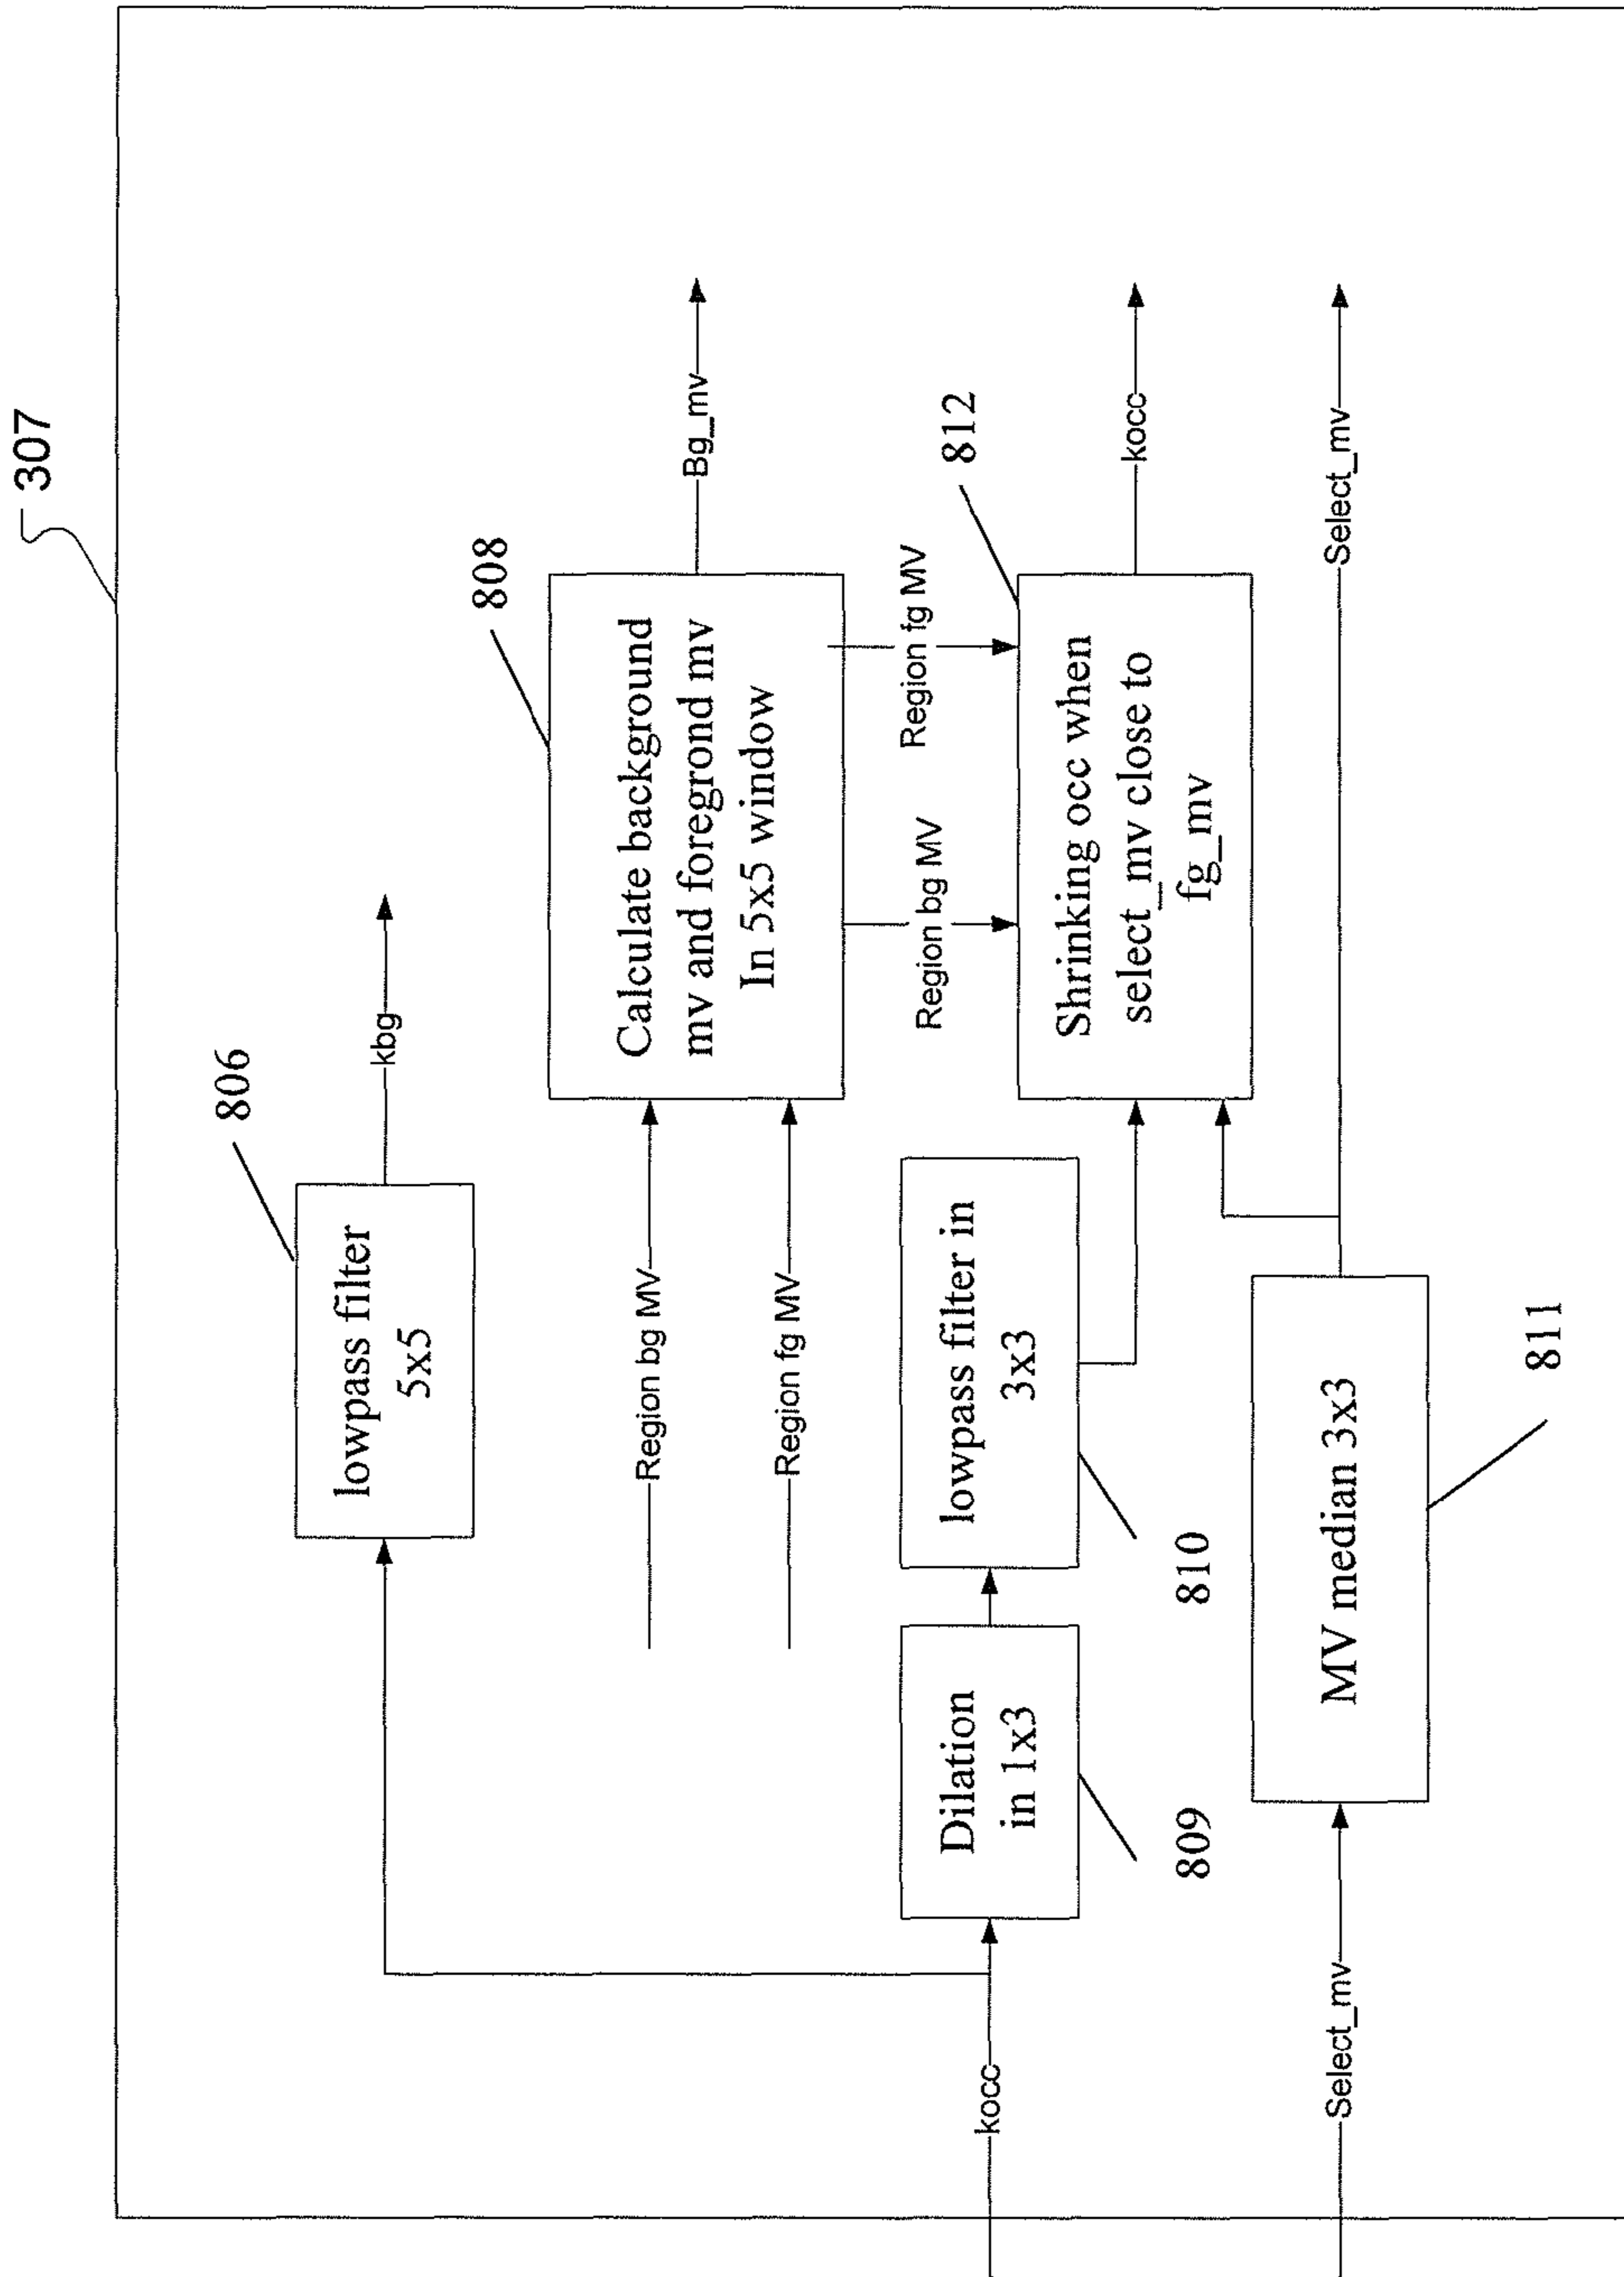 307
806
lowpass filter
5x5
kbg
808
Region bg MV
Region fg MV
Calculate background
mv and foregrond mv
In 5x5 window
Bg_mv
Region bg MV
Region fg MV
kocc
Dilation
in 1x3
809
lowpass filter in
3x3
810
812
Shrinking occ when
select_mv close to
fg_mv
kocc
Select_mv
MV median 3x3
811
Select_mv